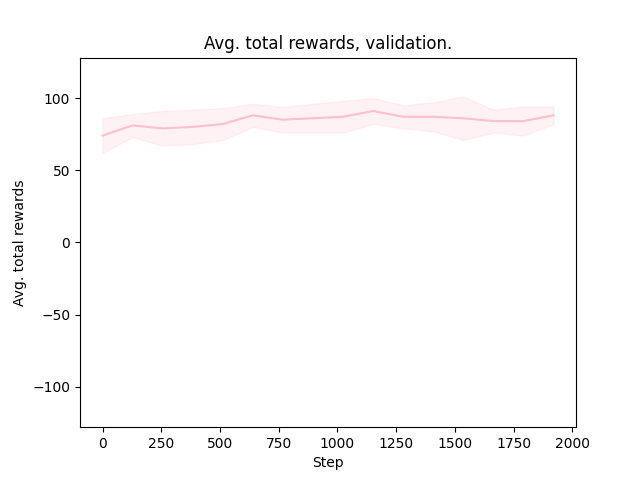 Avg. total rewards, validation.
100
50
0
−50
−100
Avg. total rewards
0 250 500 750 1000 1250 1500 1750 2000
Step